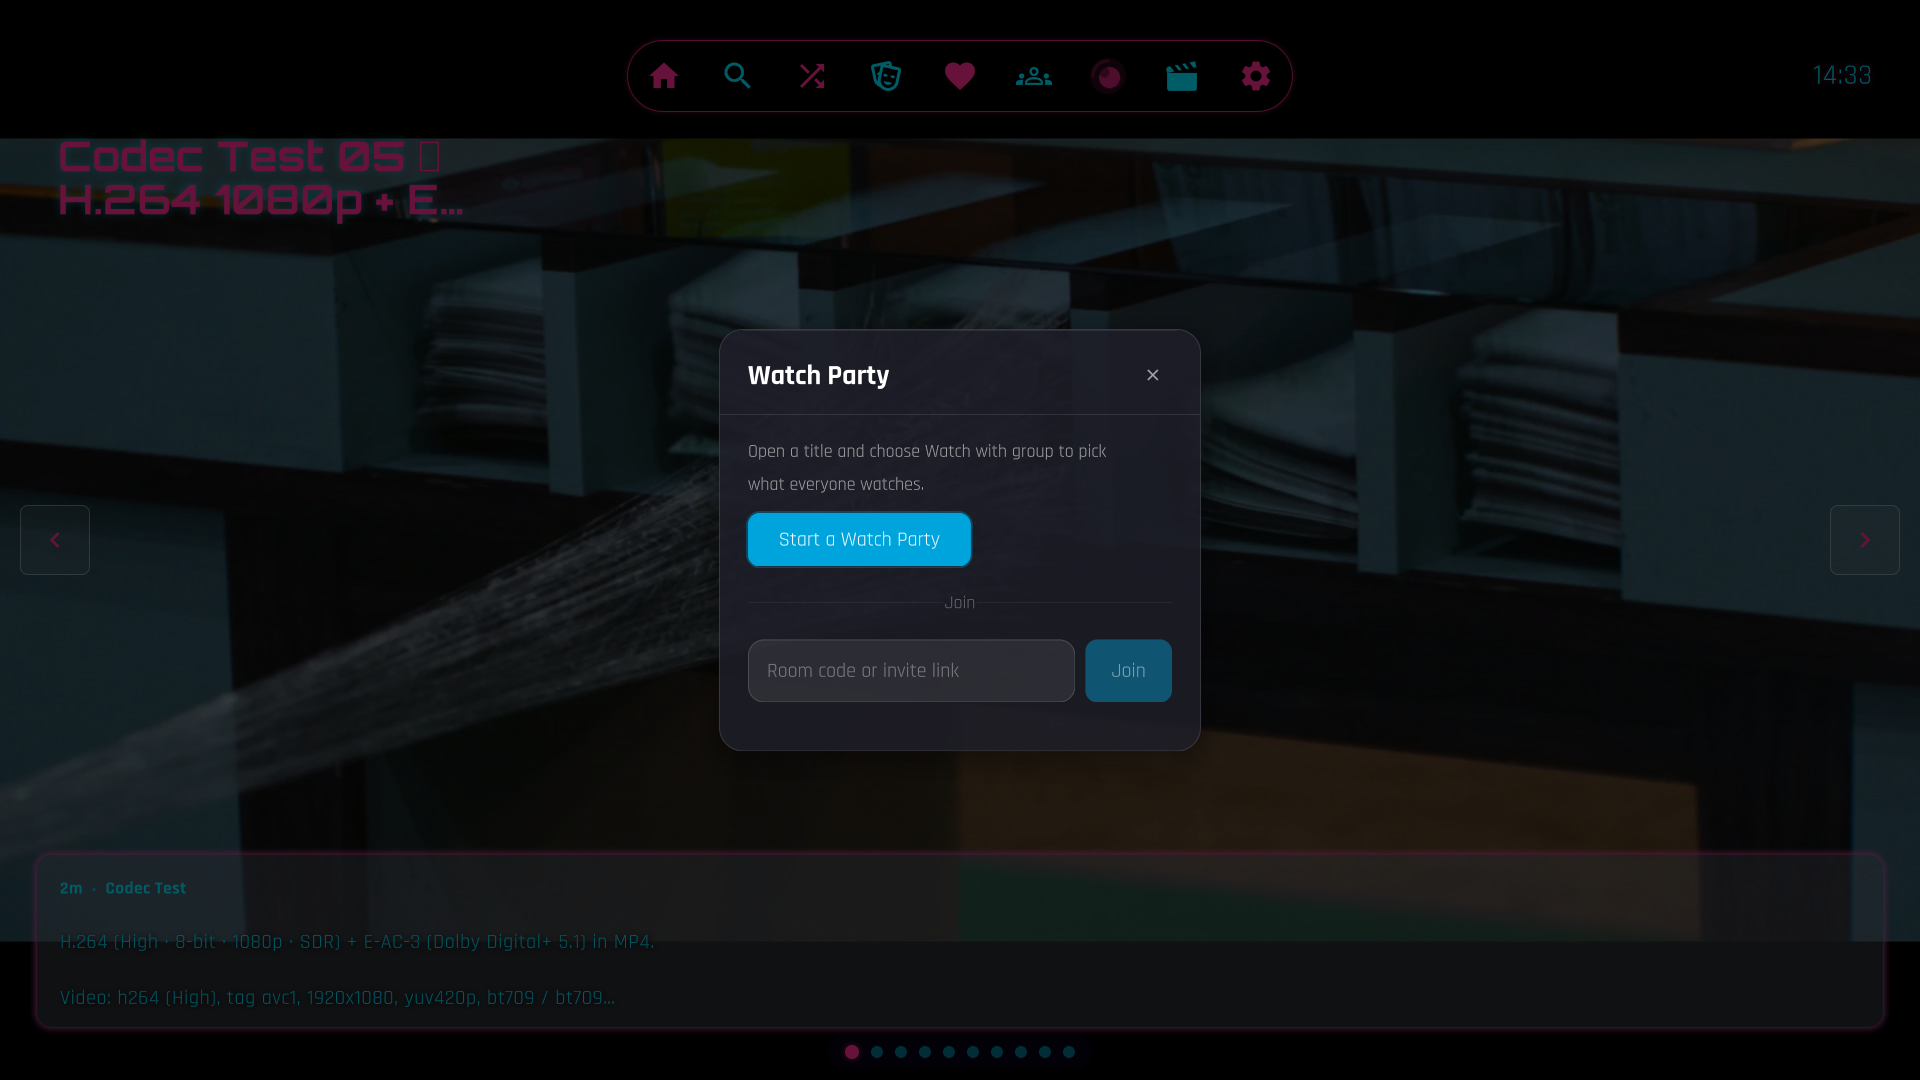 14:33
Codec Test 05
H.264 1080p + E...
Watch Party
Open a title and choose Watch with group to pick
what everyone watches.
Start a Watch Party
Join
Room code or invite link
Join
2m · Codec Test
H.264 (High · 8-bit · 1080p · SDR) + E-AC-3 (Dolby Digital+ 5.1) in MP4.
Video: h264 (High), tag avc1, 1920x1080, yuv420p, bt709 / bt709...